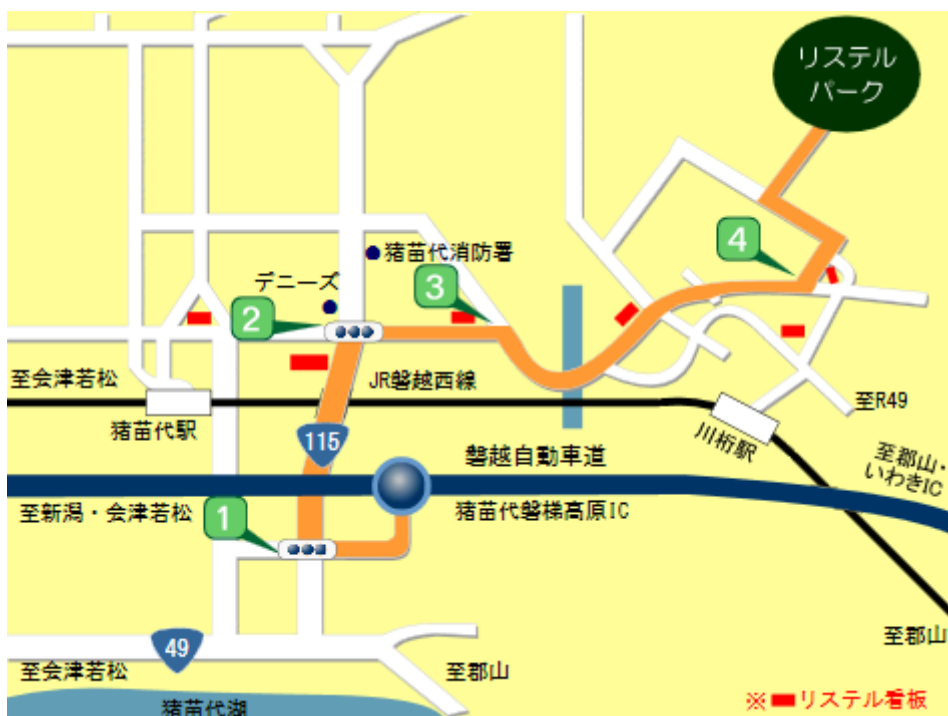 リステル
パーク
4
猪苗代消防署
デニーズ
3
2
至会津若松
JR磐越西線
猪苗代駅
115
至R49
川桁駅
磐越自動車道
至郡山・
いわきIC
至新潟・会津若松
1
猪苗代磐梯高原IC
49
至会津若松
至郡山
至郡山
猪苗代湖
※リステル看板